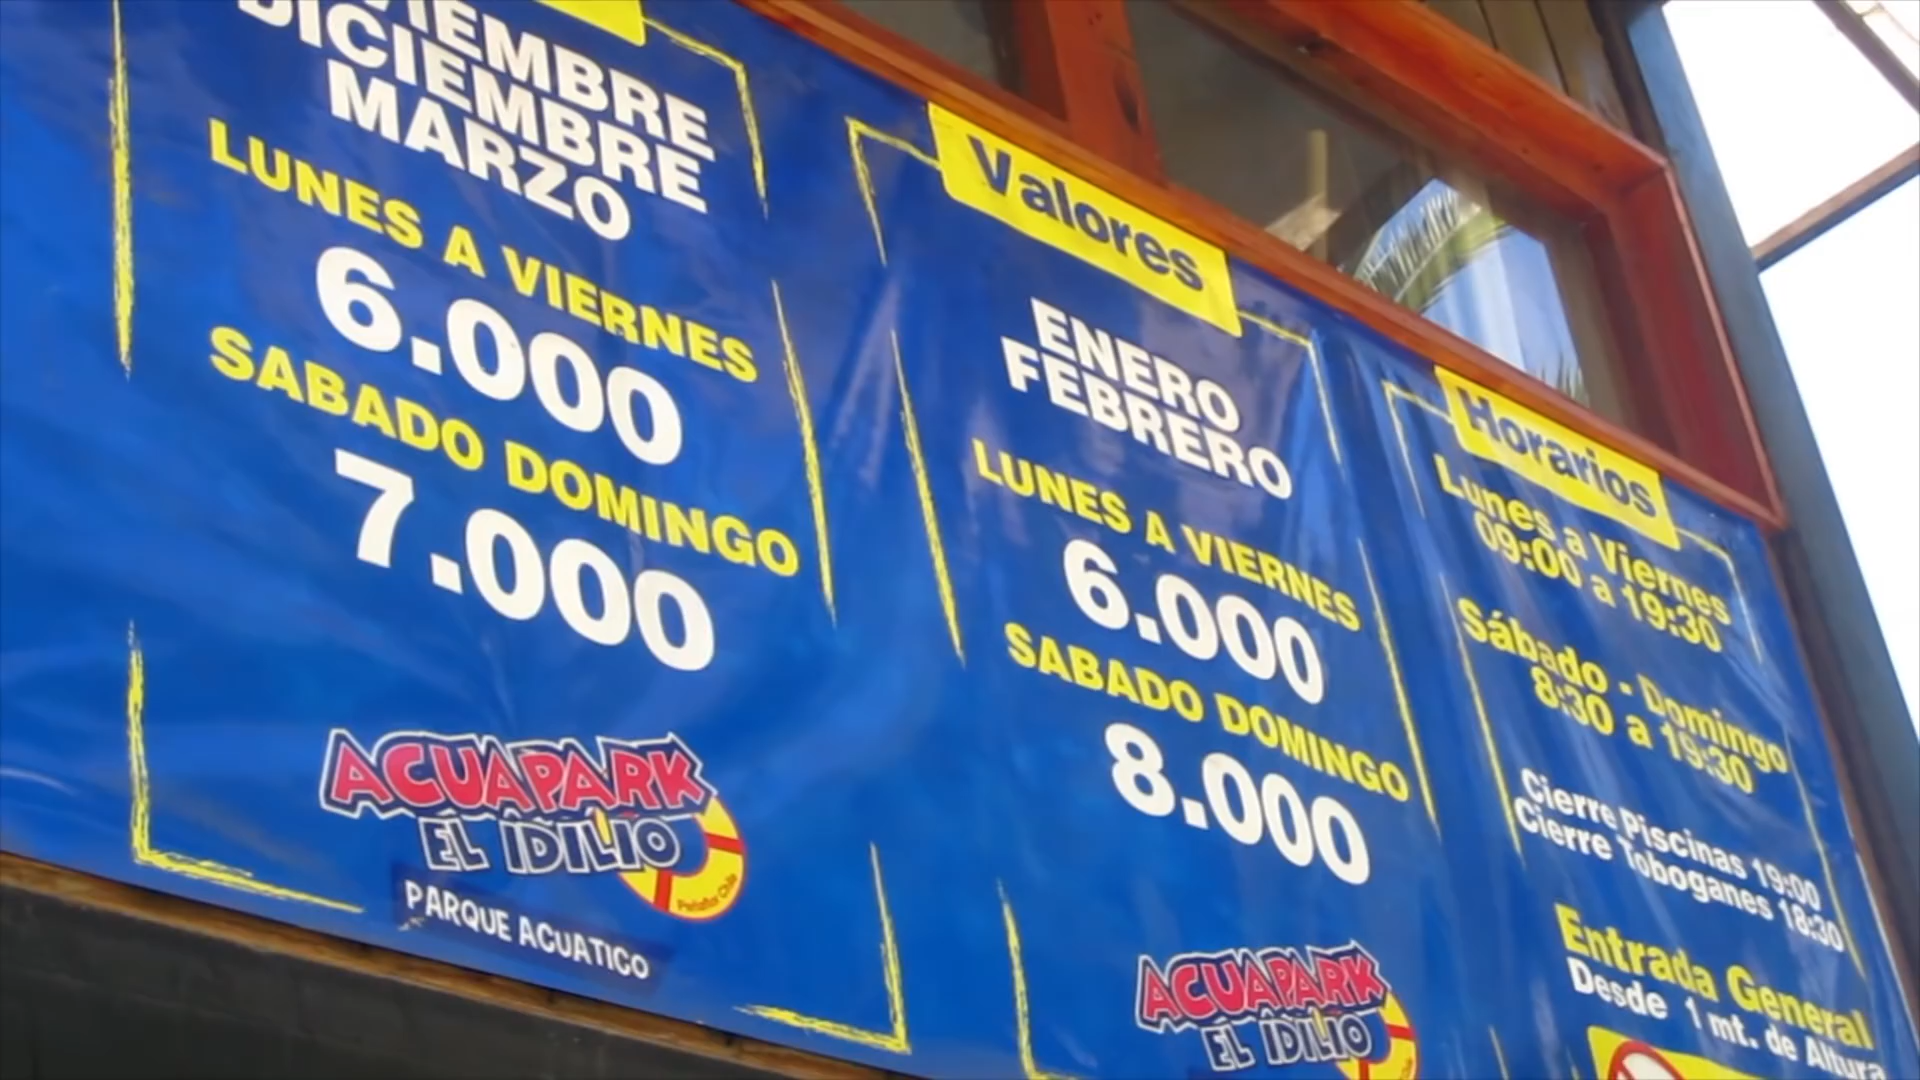 DICIEMBRE
MARZO
LUNES A VIERNES
6.000
SABADO DOMINGO
7.000
ACUAPARK
EL IDILIO
Peñaflor Chile
PARQUE ACUATICO
Valores
ENERO
FEBRERO
LUNES A VIERNES
6.000
SABADO DOMINGO
8.000
ACUAPARK
EL IDILIO
Horarios
Lunes a Viernes
09:00 a 19:30
Sábado - Domingo
8:30 a 19:30
Cierre Piscinas 19:00
Cierre Toboganes 18:30
Entrada General
Desde 1 mt. de Altura